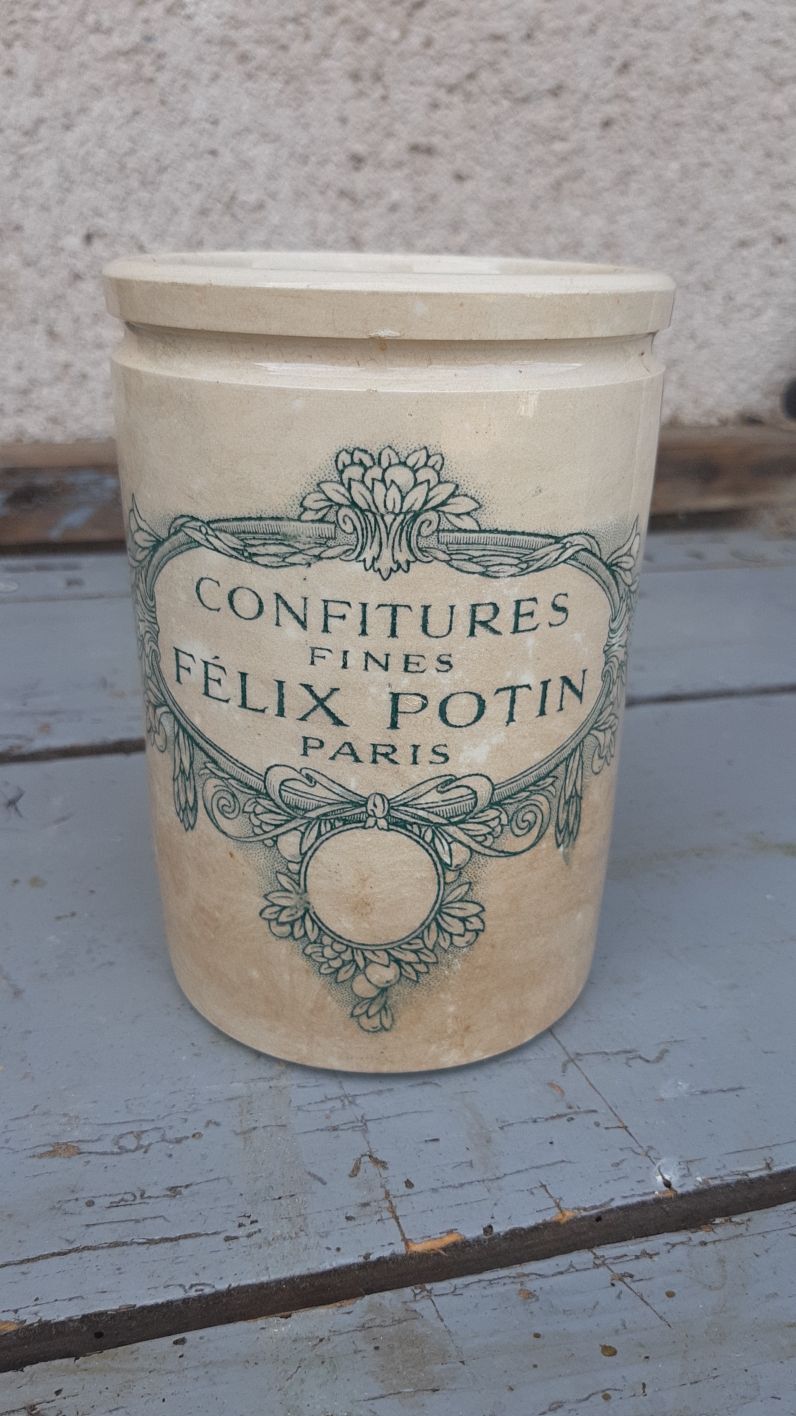 CONFITURES
FINES
FÉLIX POTIN
PARIS